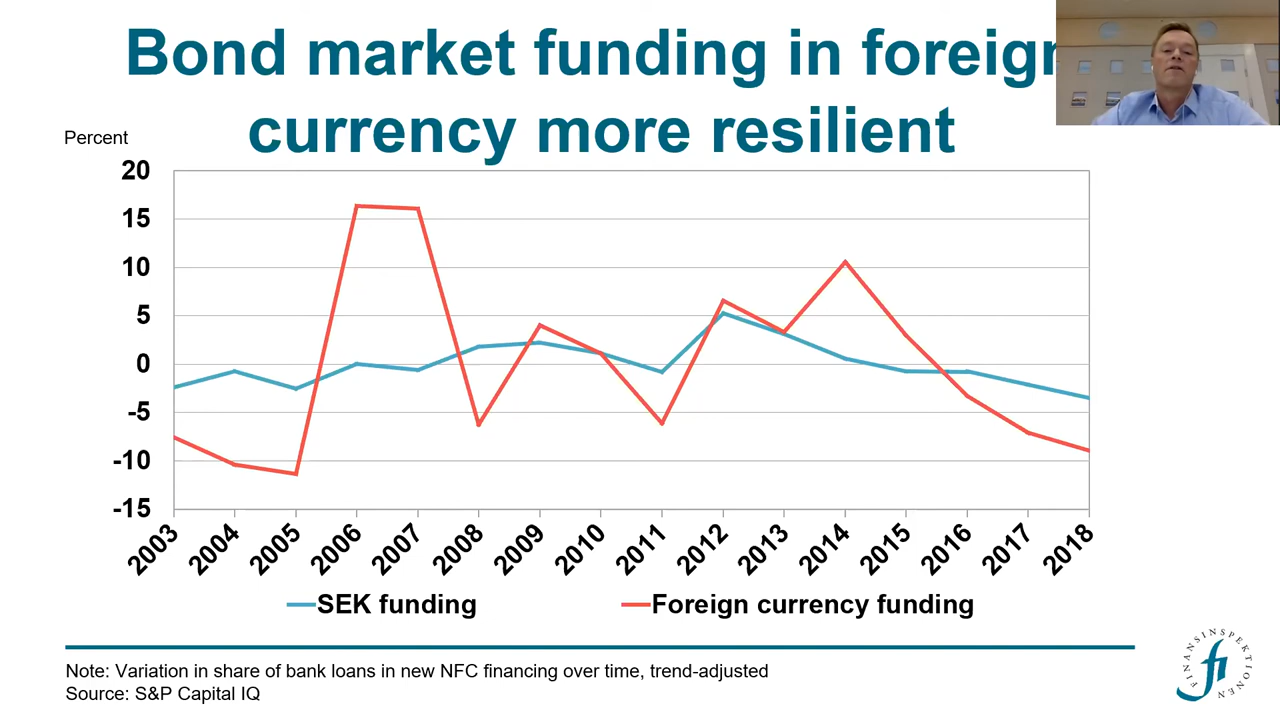 Bond market funding in foreign
currency more resilient
Percent
20
15
10
5
0
-5
-10
-15
2003 2004 2005 2006 2007 2008 2009 2010 2011 2012 2013 2014 2015 2016 2017 2018
SEK funding Foreign currency funding
Note: Variation in share of bank loans in new NFC financing over time, trend-adjusted
Source: S&P Capital IQ
FINANSINSPEKTIONEN
fi